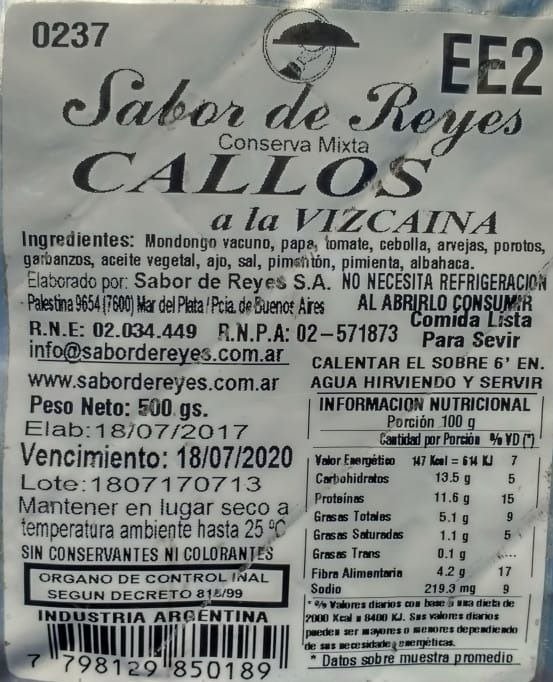 0237
EE2
Sabor de Reyes
Conserva Mixta
CALLOS
a la VIZCAINA
Ingredientes: Mondongo vacuno, papa, tomate, cebolla, arvejas, porotos,
garbanzos, aceite vegetal, ajo, sal, pimentón, pimienta, albahaca.
Elaborado por: Sabor de Reyes S.A. NO NECESITA REFRIGERACION
Palestina 9654 (7600) Mar del Plata / Pcia. de Buenos Aires AL ABRIRLO CONSUMIR
R.N.E: 02.034.449 R.N.P.A: 02-571873
Comida Lista
Para Sevir
info@sabordereyes.com.ar
www.sabordereyes.com.ar
CALENTAR EL SOBRE 6' EN.
AGUA HIRVIENDO Y SERVIR
Peso Neto: 500 gs.
Elab:18/07/2017
Vencimiento: 18/07/2020
Lote:1807170713
Mantener en lugar seco a
temperatura ambiente hasta 25 ºC
SIN CONSERVANTES NI COLORANTES
ORGANO DE CONTROL INAL
SEGUN DECRETO 815/99
INDUSTRIA ARGENTINA
7 798129 850189
INFORMACION NUTRICIONAL
Porción 100 g
Cantidad por Porción % VD (*)
Valor Energético 147 Kcal = 614 KJ 7
Carbohidratos 13.5 g 5
Proteínas 11.6 g 15
Grasas Totales 5.1 g 9
Grasas Saturadas 1.1 g 5
Grasas Trans 0.1 g ----
Fibra Alimentaria 4.2 g 17
Sodio 219.3 mg 9
* % Valores diarios con base a una dieta de
2000 Kcal u 8400 KJ. Sus valores diarios
pueden ser mayores o menores dependiendo
de sus necesidades energéticas.
* Datos sobre muestra promedio